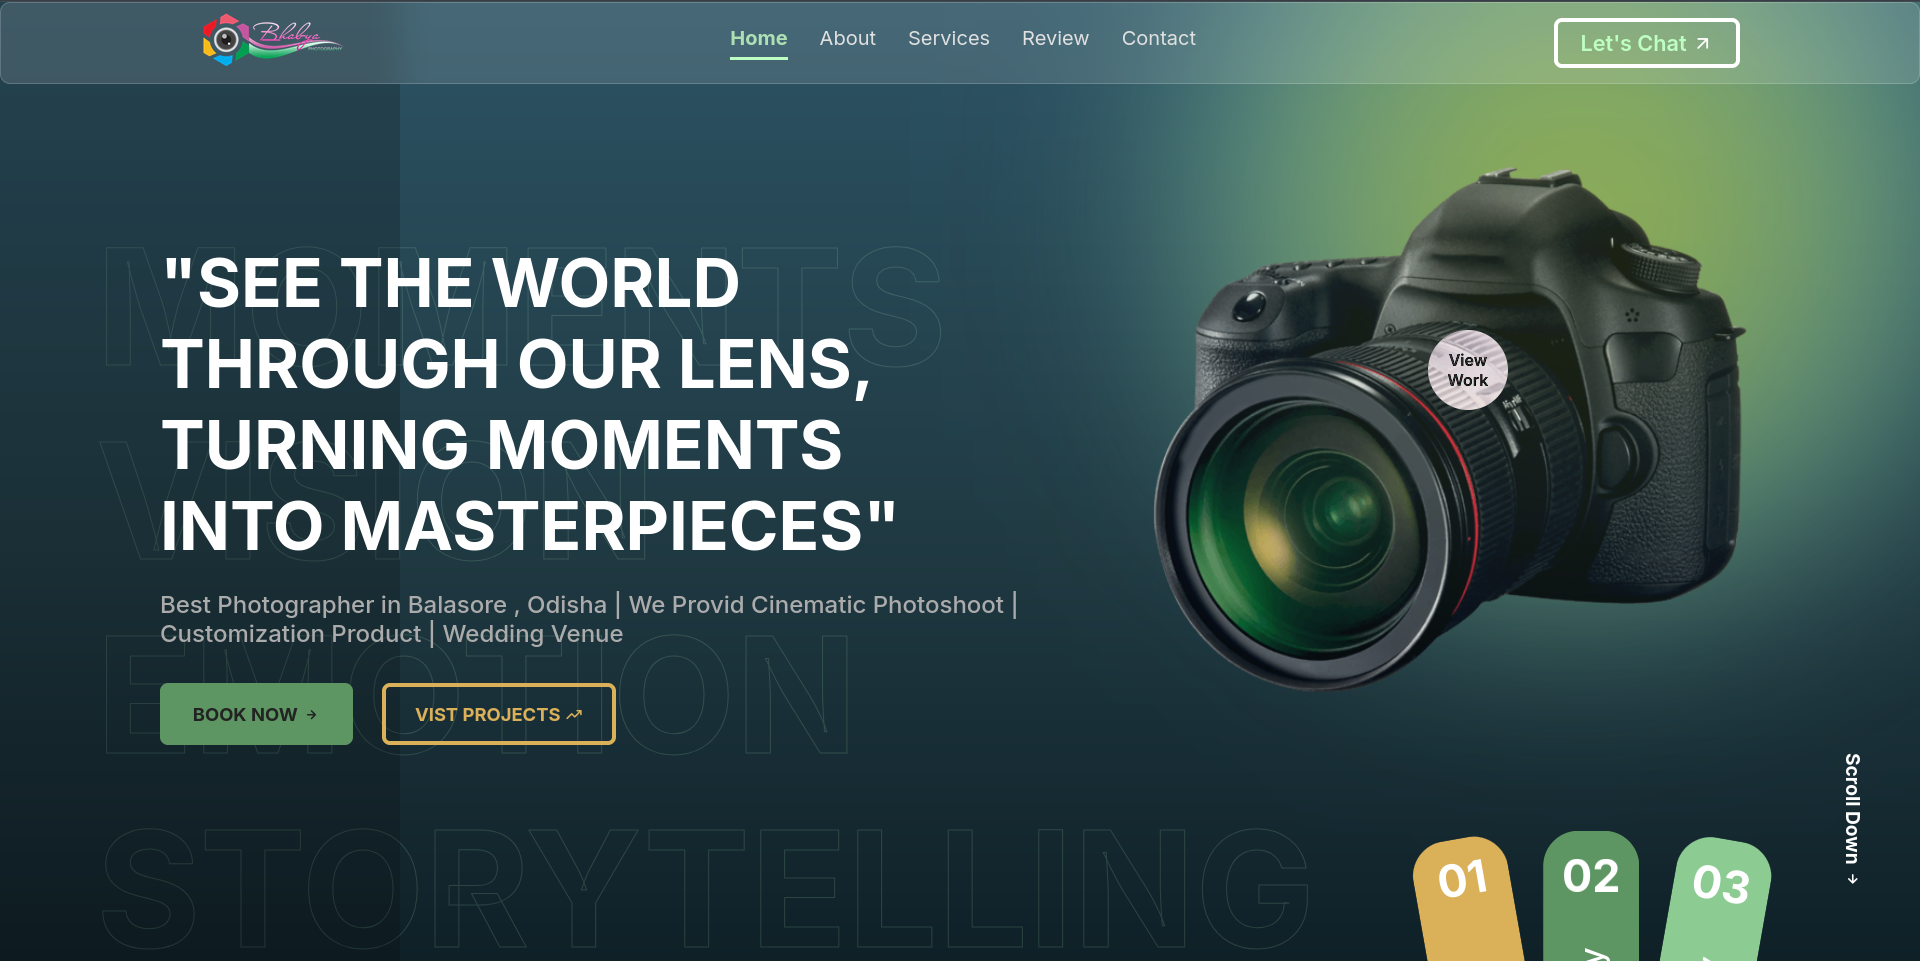 Bhabya
PHOTOGRAPHY
Home
About
Services
Review
Contact
Let's Chat
MOMENTS
VISION
EMOTION
STORYTELLING
"SEE THE WORLD
THROUGH OUR LENS,
TURNING MOMENTS
INTO MASTERPIECES"
Best Photographer in Balasore , Odisha | We Provid Cinematic Photoshoot |
Customization Product | Wedding Venue
BOOK NOW
VIST PROJECTS
View
Work
Scroll Down
01
02
03